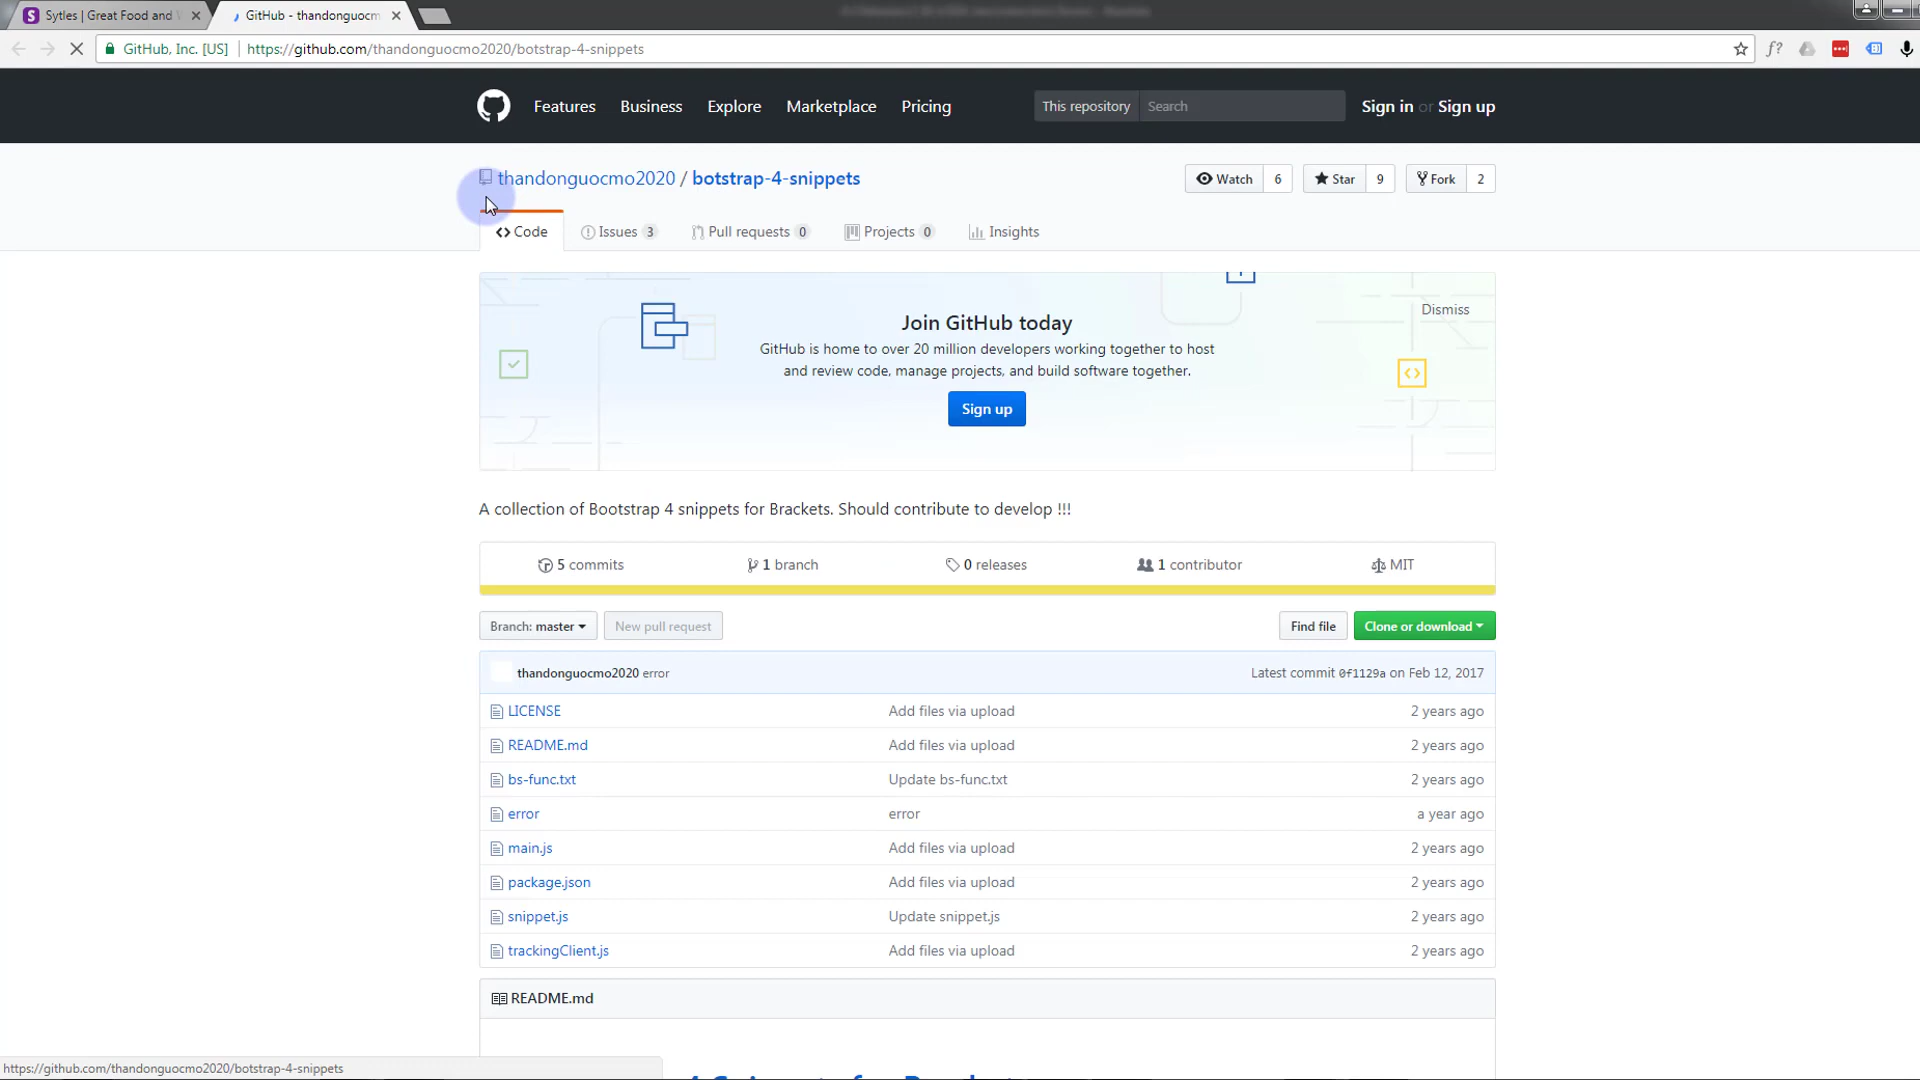 Sytles | Great Food and
GitHub - thandonguocm
GitHub, Inc. [US]
https://github.com/thandonguocmo2020/botstrap-4-snippets
Features
Business
Explore
Marketplace
Pricing
This repository
Search
Sign in or Sign up
thandonguocmo2020 / botstrap-4-snippets
Watch 6
Star 9
Fork 2
Code
Issues 3
Pull requests 0
Projects 0
Insights
Join GitHub today
Dismiss
GitHub is home to over 20 million developers working together to host
and review code, manage projects, and build software together.
Sign up
A collection of Bootstrap 4 snippets for Brackets. Should contribute to develop !!!
5 commits
1 branch
0 releases
1 contributor
MIT
Branch: master
New pull request
Find file
Clone or download
thandonguocmo2020 error
Latest commit 0f1129a on Feb 12, 2017
LICENSE
Add files via upload
2 years ago
README.md
Add files via upload
2 years ago
bs-func.txt
Update bs-func.txt
2 years ago
error
error
a year ago
main.js
Add files via upload
2 years ago
package.json
Add files via upload
2 years ago
snippet.js
Update snippet.js
2 years ago
trackingClient.js
Add files via upload
2 years ago
README.md
https://github.com/thandonguocmo2020/botstrap-4-snippets